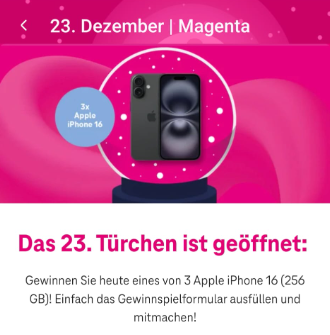 23. Dezember | Magenta
3x
Apple
iPhone 16
Das 23. Türchen ist geöffnet:
Gewinnen Sie heute eines von 3 Apple iPhone 16 (256
GB)! Einfach das Gewinnspielformular ausfüllen und
mitmachen!